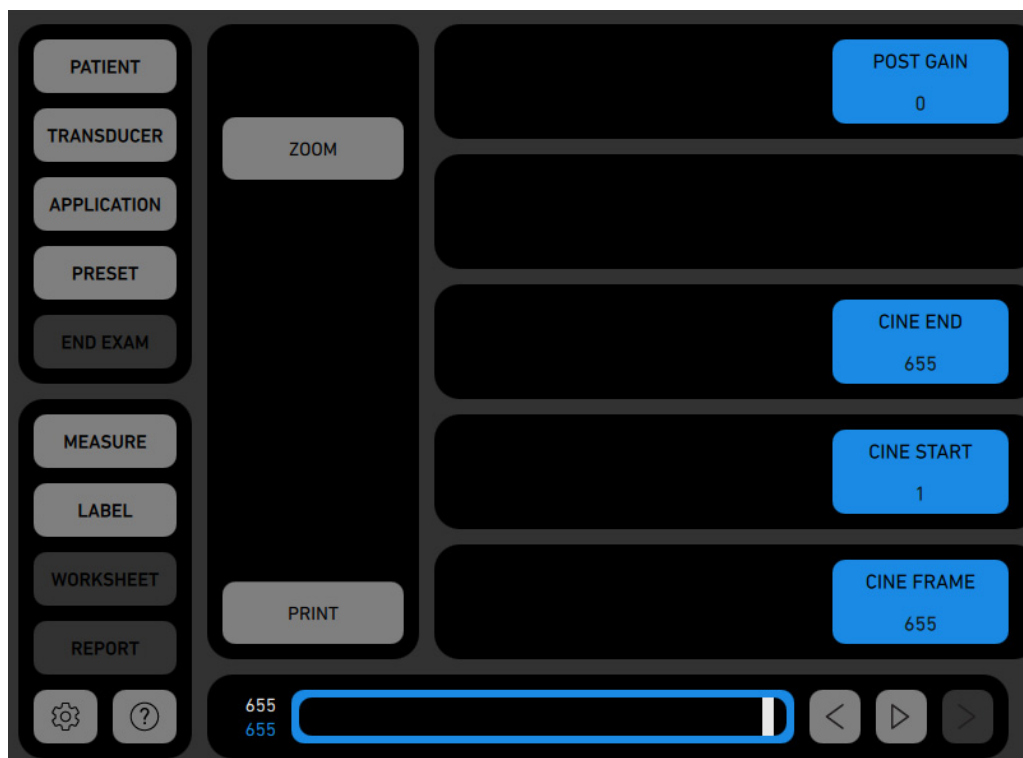 PATIENT
TRANSDUCER
APPLICATION
PRESET
END EXAM
MEASURE
LABEL
WORKSHEET
REPORT
?
ZOOM
PRINT
POST GAIN
0
CINE END
655
CINE START
1
CINE FRAME
655
655
655